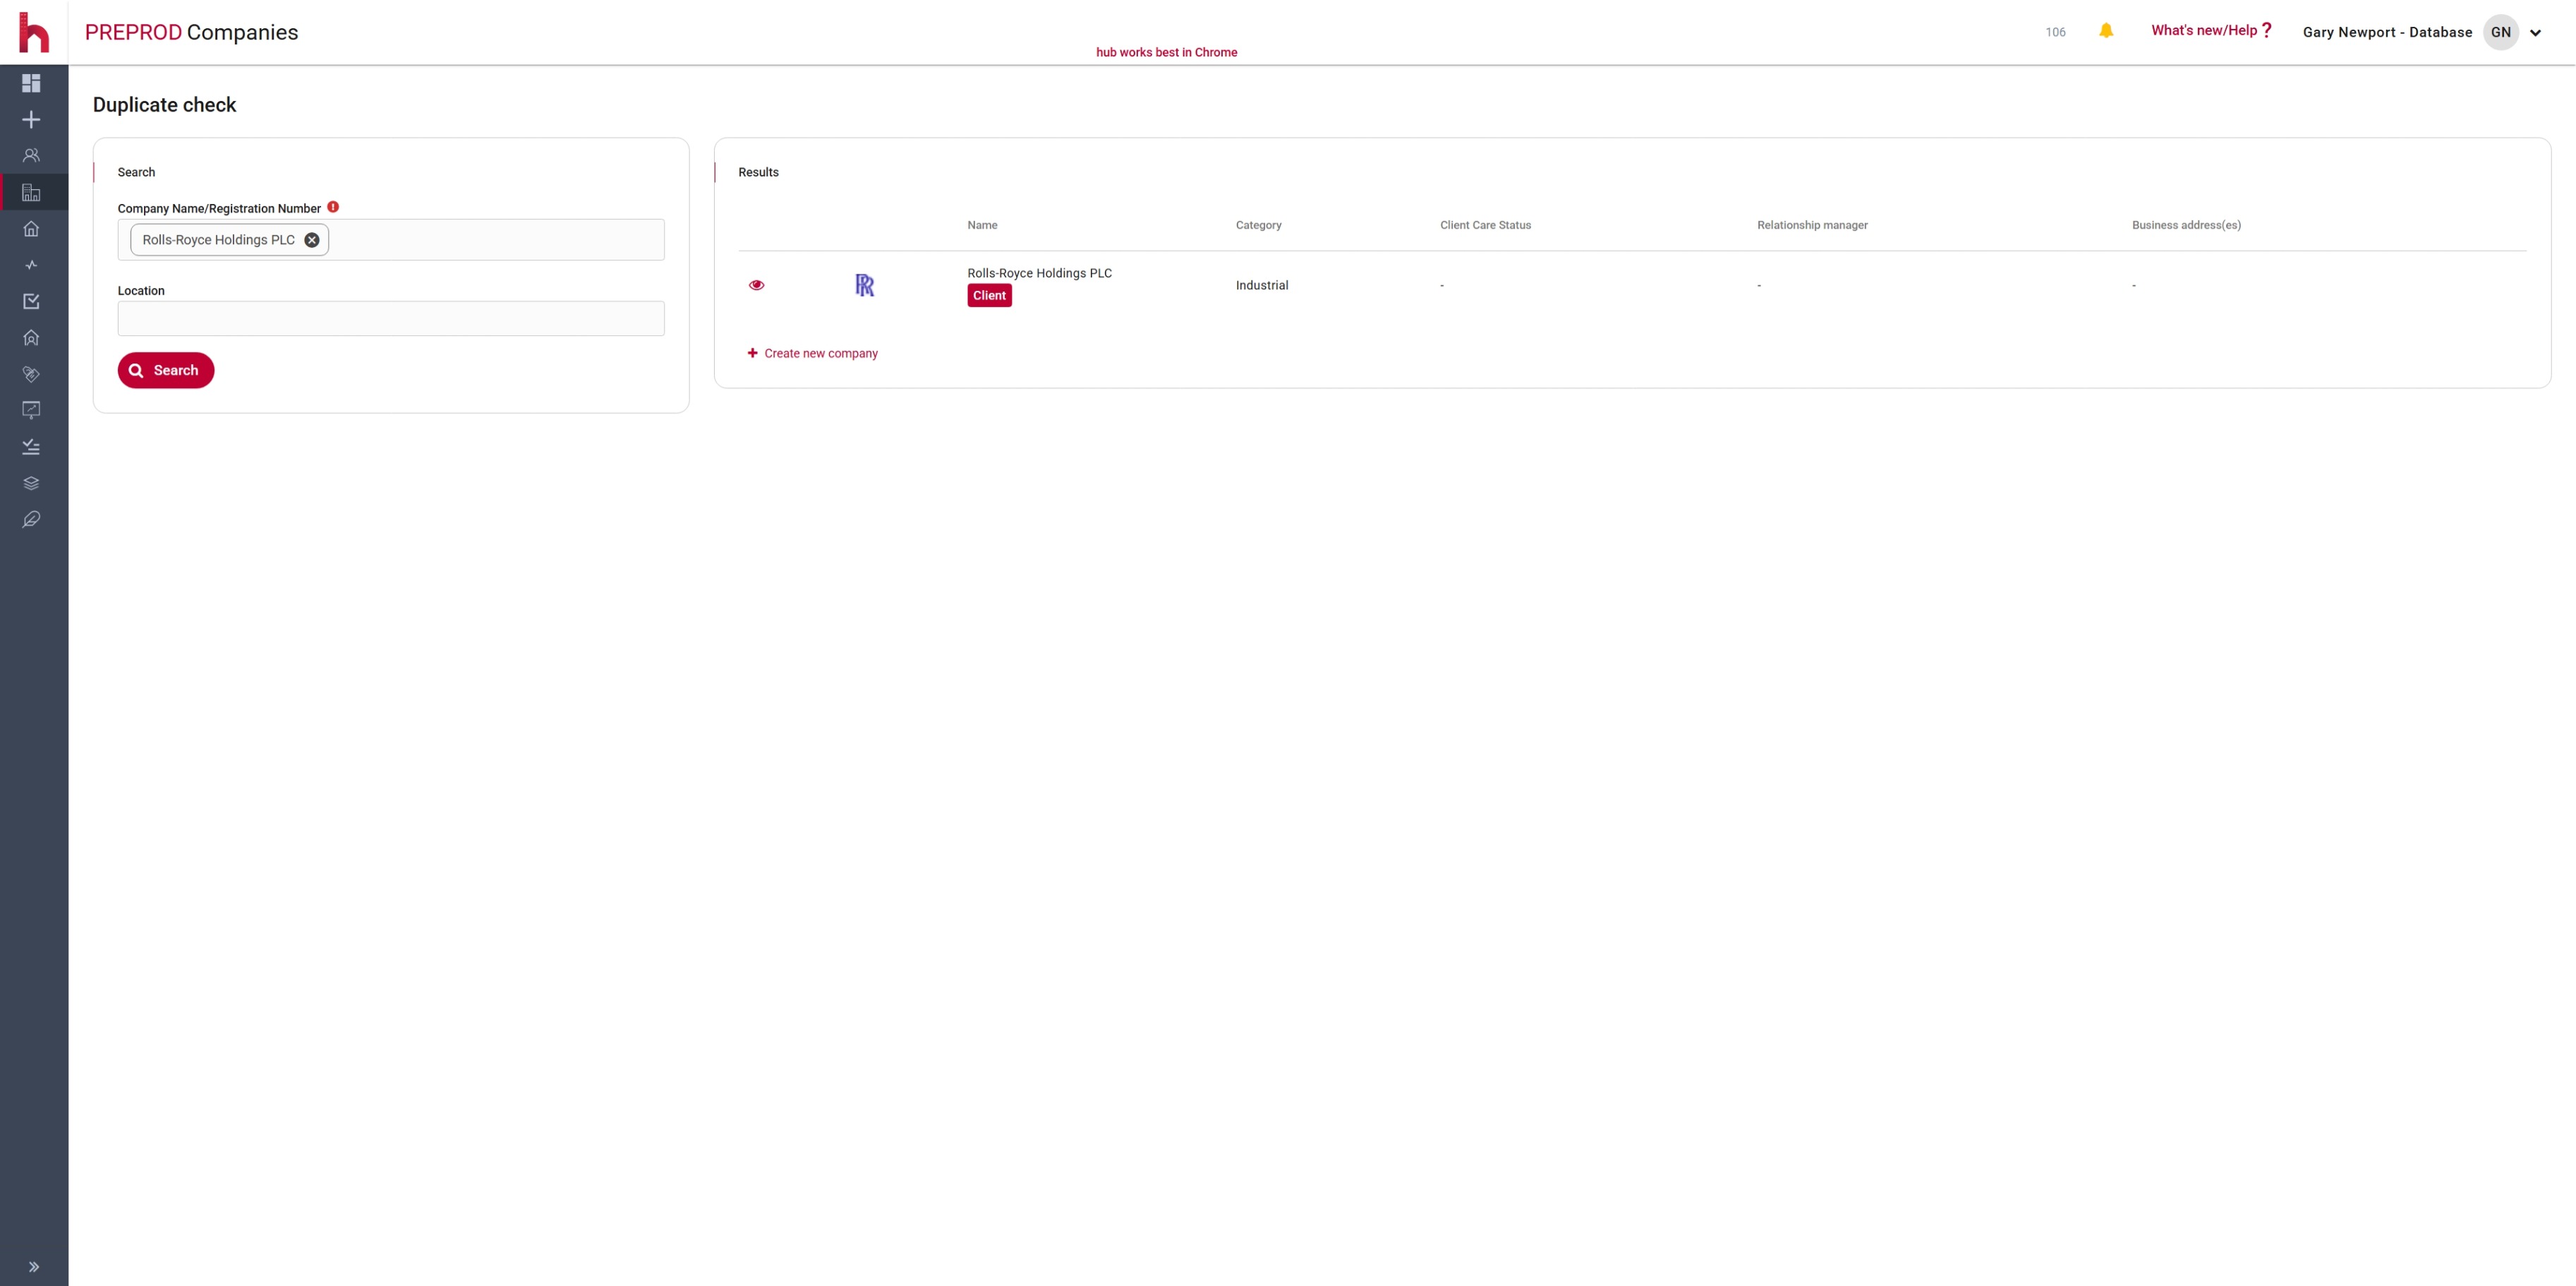 PREPROD Companies
hub works best in Chrome
106
What's new/Help ?
Gary Newport - Database
GN
Duplicate check
Search
Company Name/Registration Number
Rolls-Royce Holdings PLC
Location
Search
Results
Name Category Client Care Status Relationship manager Business address(es)
Rolls-Royce Holdings PLC
Client
Industrial - - -
+ Create new company